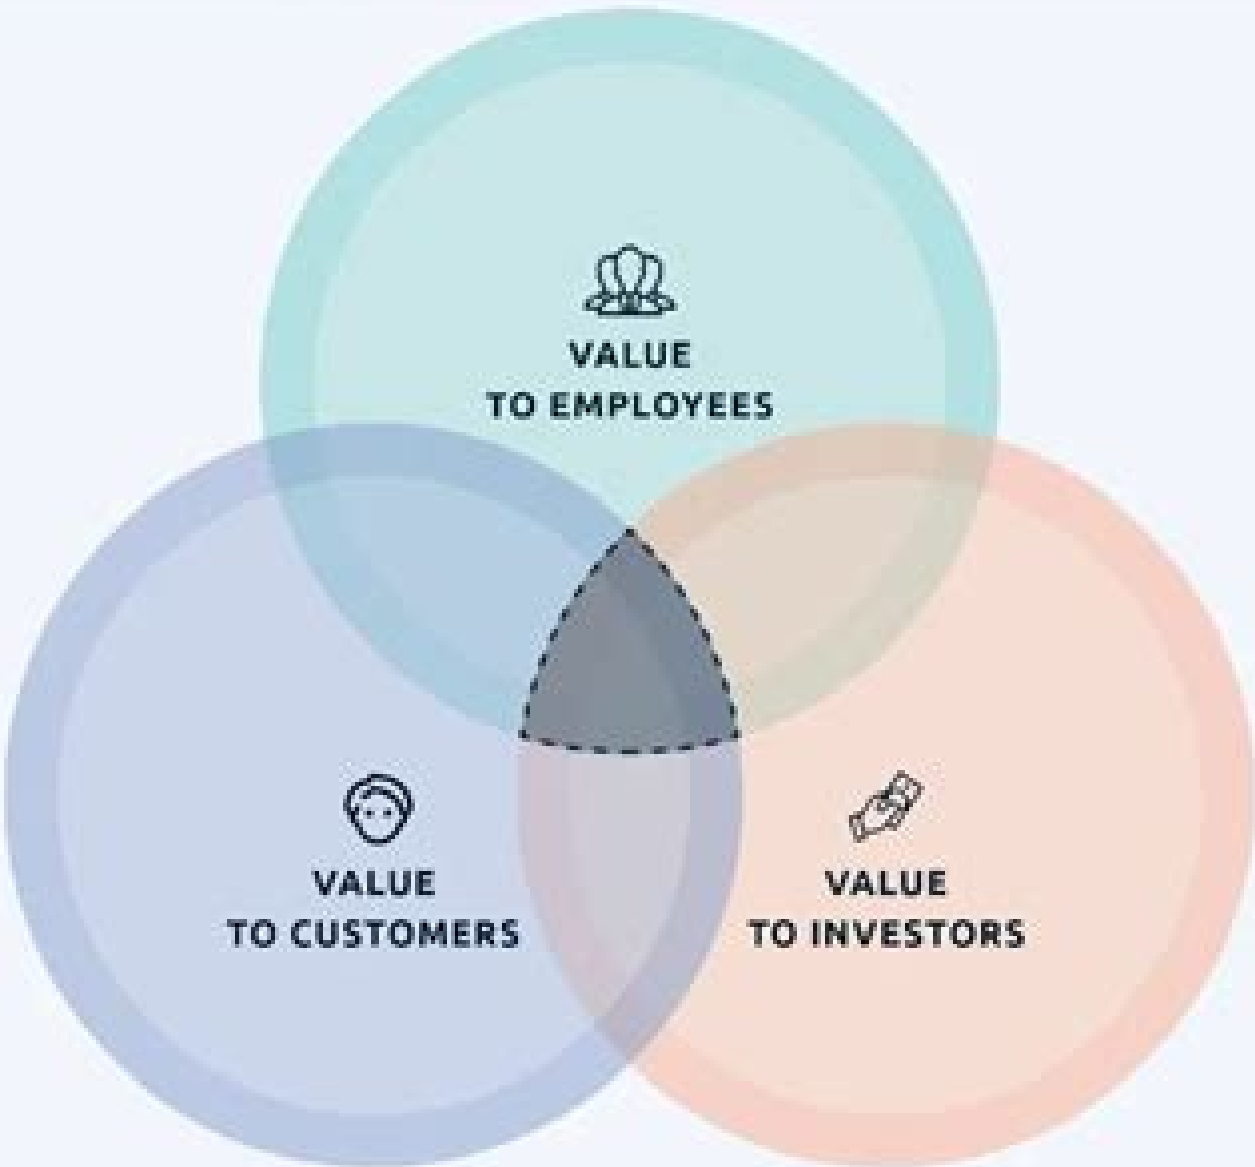 VALUE
TO EMPLOYEES
VALUE
TO CUSTOMERS
VALUE
TO INVESTORS